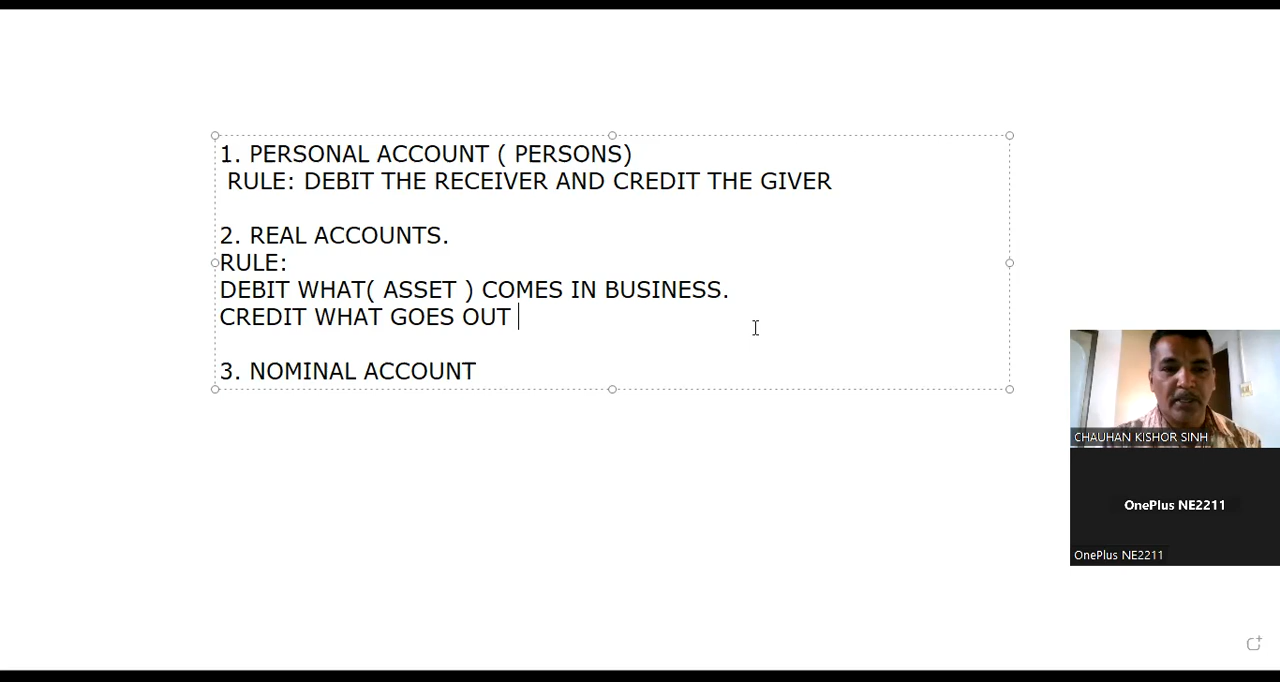 1. PERSONAL ACCOUNT ( PERSONS)
RULE: DEBIT THE RECEIVER AND CREDIT THE GIVER
2. REAL ACCOUNTS.
RULE:
DEBIT WHAT( ASSET ) COMES IN BUSINESS.
CREDIT WHAT GOES OUT
3. NOMINAL ACCOUNT
CHAUHAN KISHOR SINH
OnePlus NE2211
OnePlus NE2211